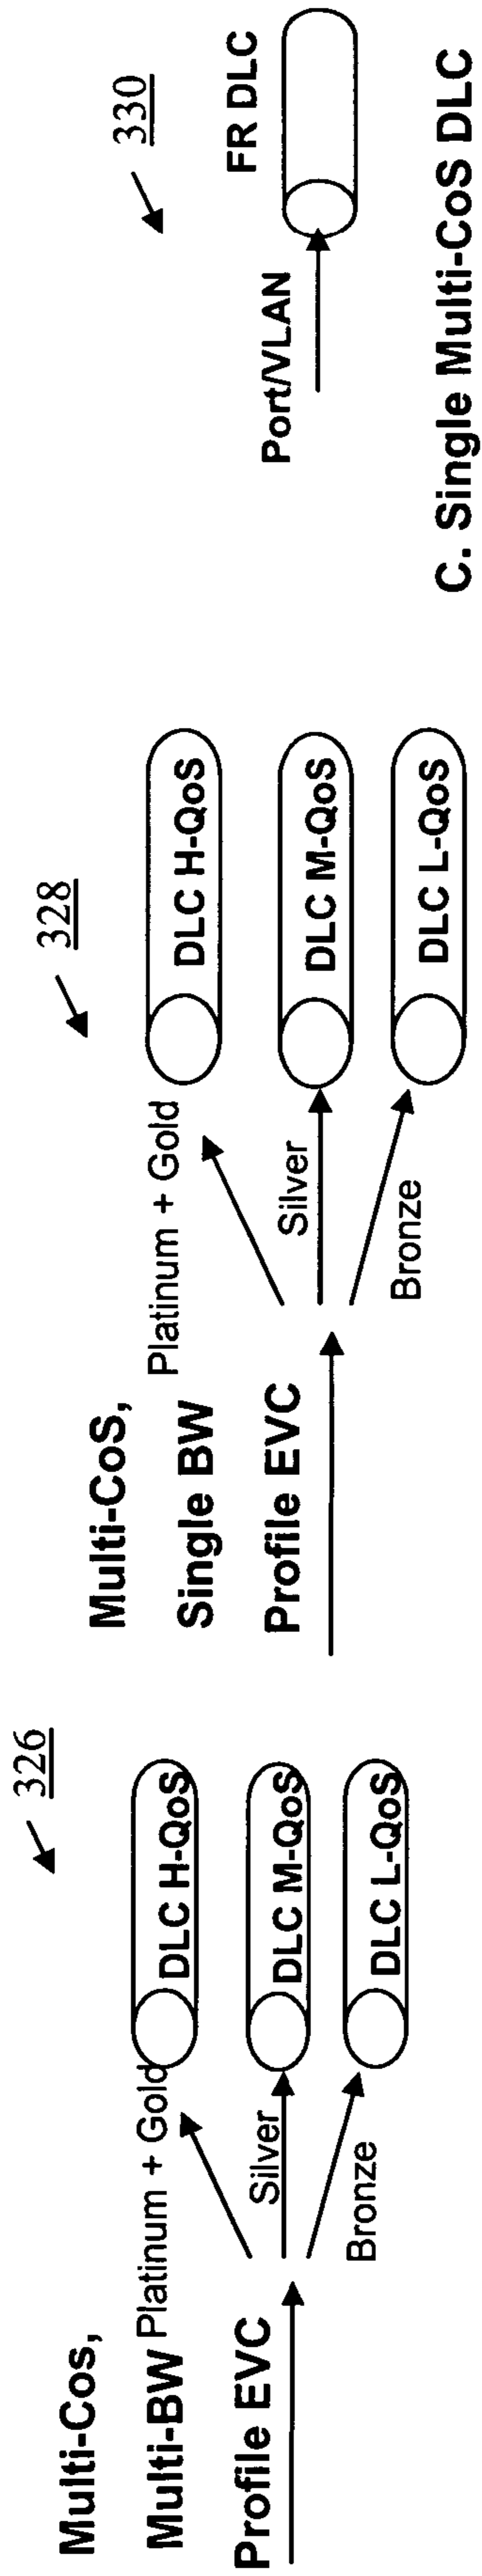 326
Multi-Cos,
Multi-BW
Profile EVC
Platinum + Gold
Silver
Bronze
DLC H-QoS
DLC M-QoS
DLC L-QoS
328
Multi-CoS,
Single BW
Profile EVC
Platinum + Gold
Silver
Bronze
DLC H-QoS
DLC M-QoS
DLC L-QoS
330
Port/VLAN
FR DLC
C. Single Multi-CoS DLC